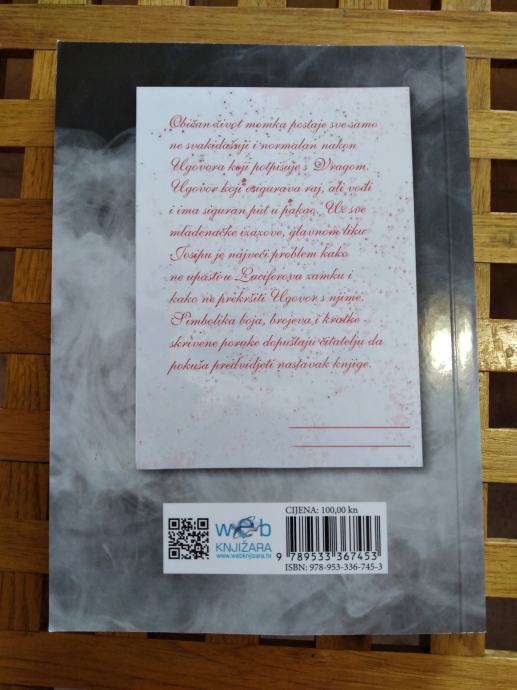 Običan život momka postaje sve samo
ne svakidašnji i normalan nakon
Ugovora koji potpisuje s Vragom.
Ugovor koji osigurava raj, ali vodi
i ima siguran put u pakao. Uz sve
mladenačke izazove, glavnom liku
Josipu je najveći problem kako
ne upasti u Luciferovu zamku i
kako ne prekršiti Ugovor s njime.
Simbolika boja, brojeva i kratke
skrivene poruke dopuštaju čitatelju da
pokuša predvidjeti nastavak knjige.
web
KNJIŽARA
www.webknjizara.hr
CIJENA: 100,00 kn
9 789533 367453
ISBN: 978-953-336-745-3